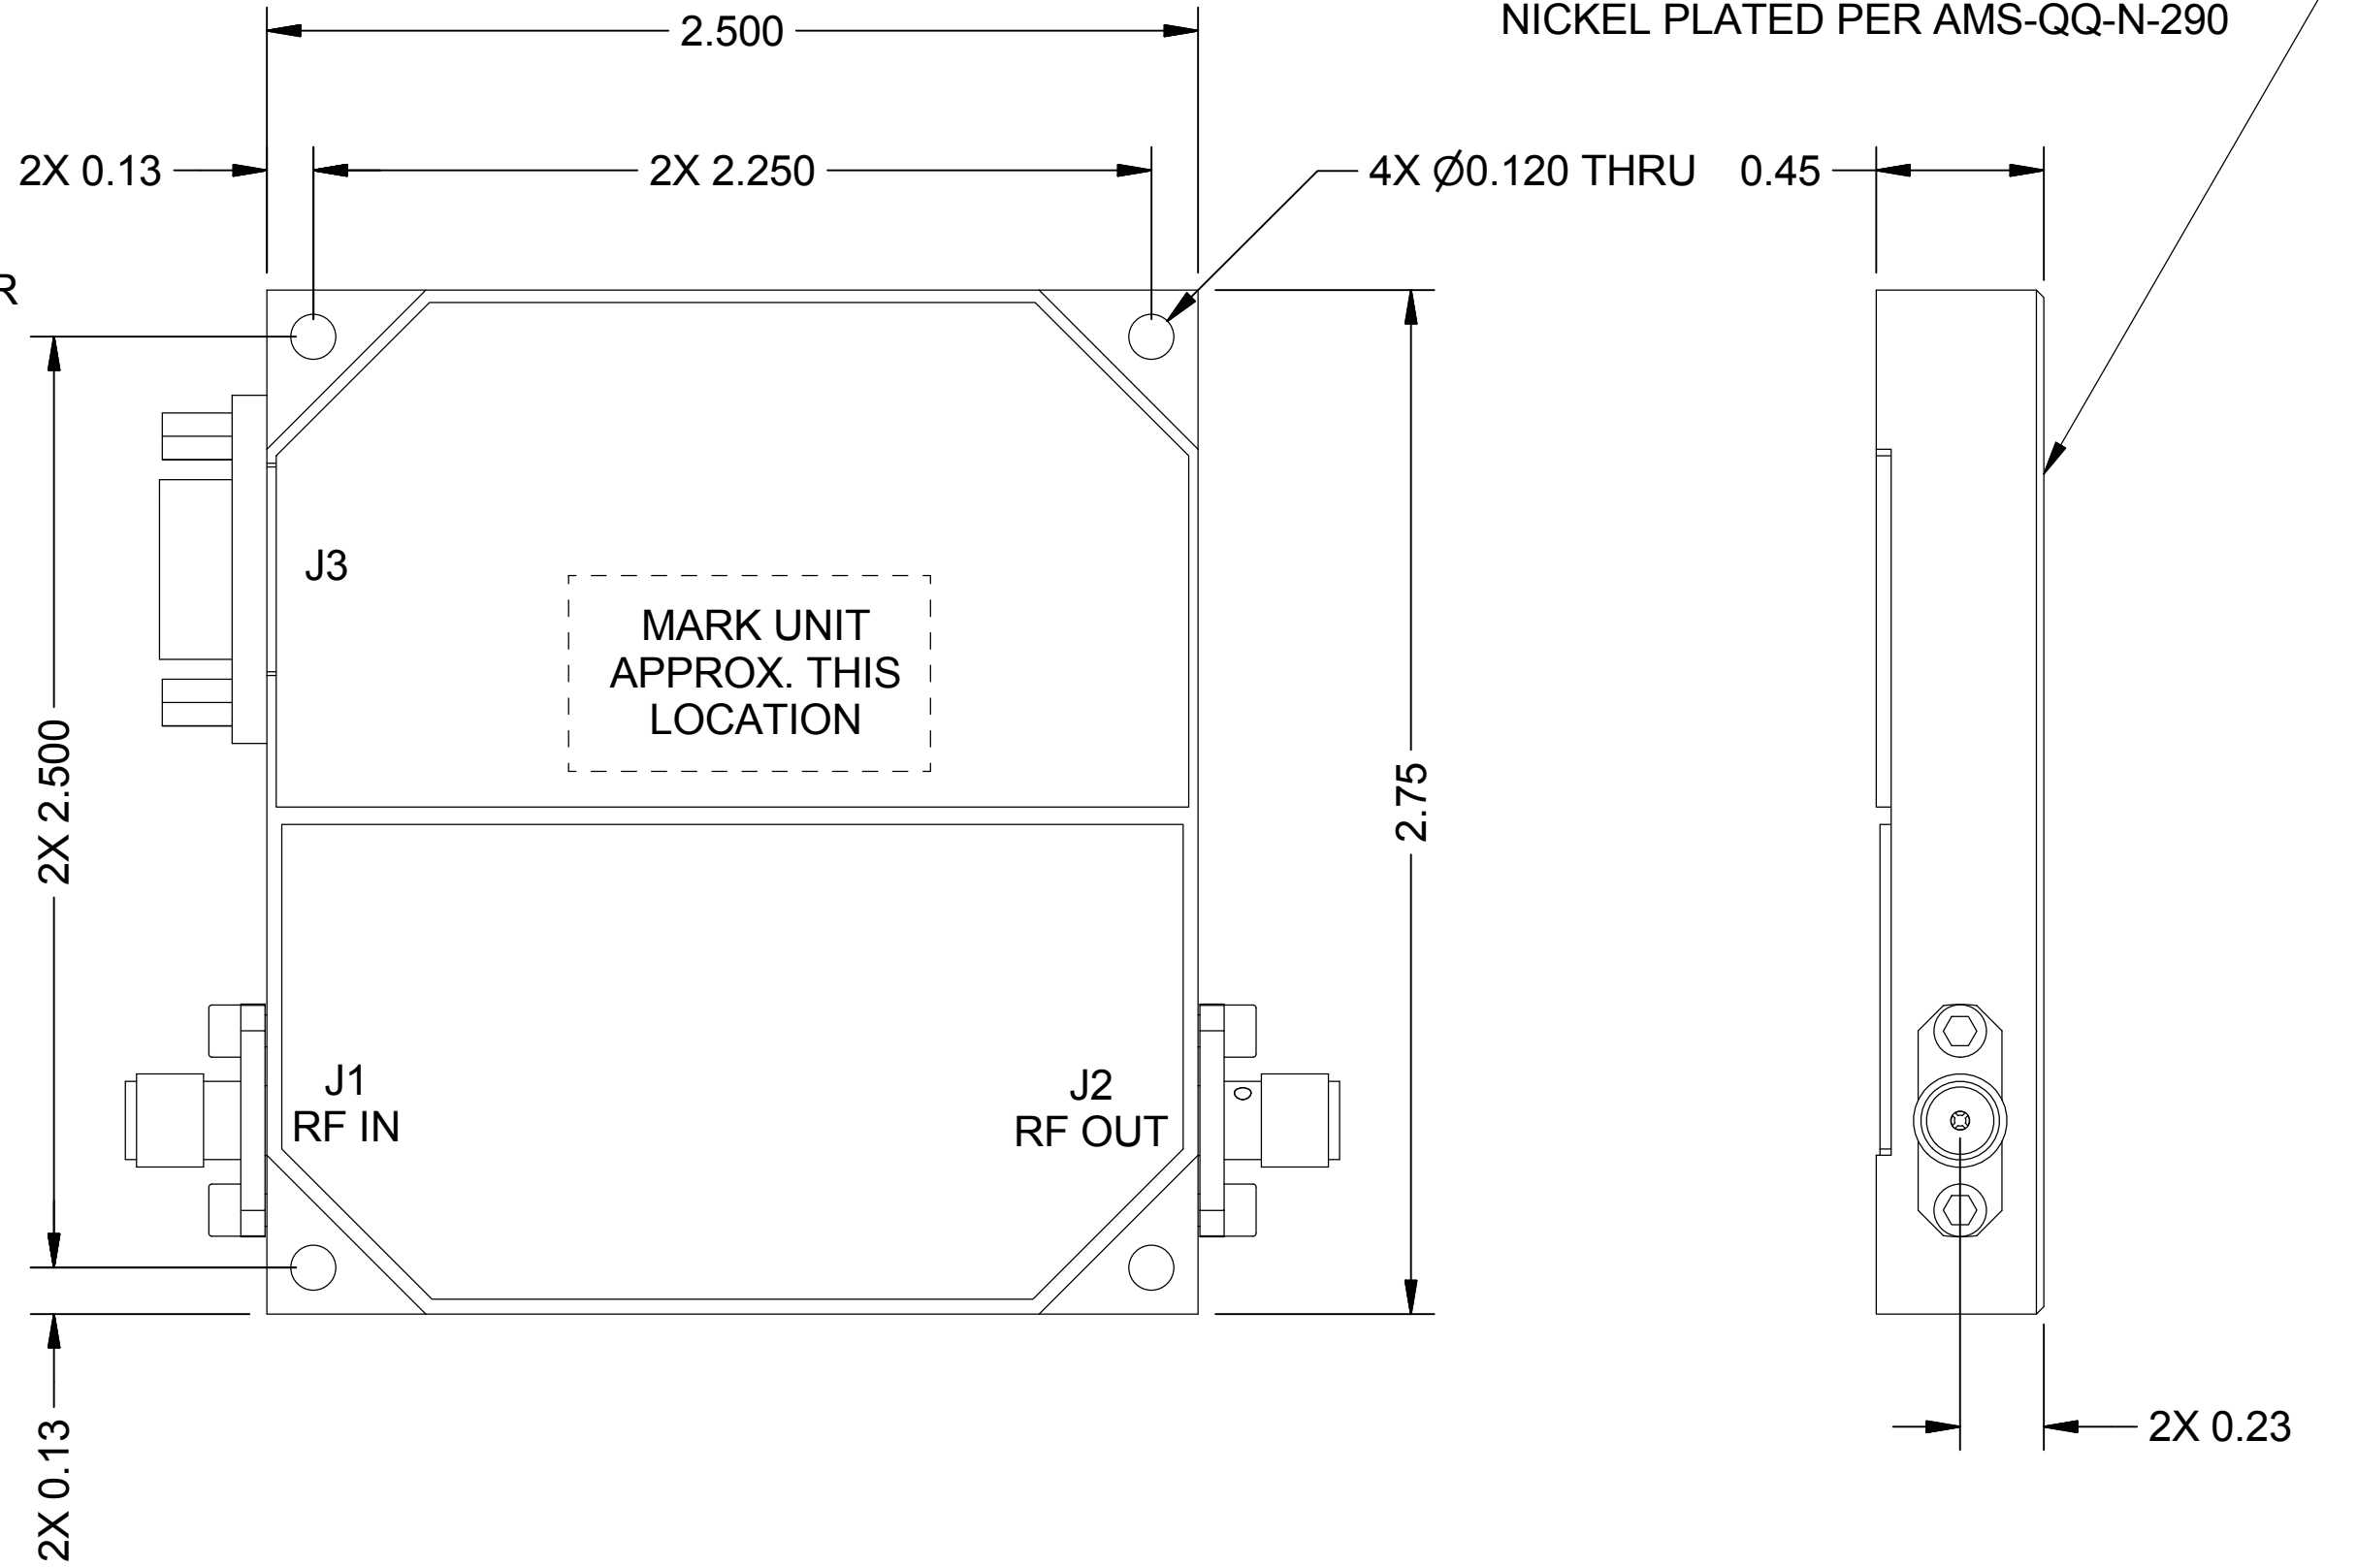 NICKEL PLATED PER AMS-QQ-N-290
2.500
2X 0.13
2X 2.250
4X Ø0.120 THRU
0.45
R
J3
MARK UNIT
APPROX. THIS
LOCATION
2X 2.500
2.75
J1
RF IN
J2
RF OUT
2X 0.13
2X 0.23